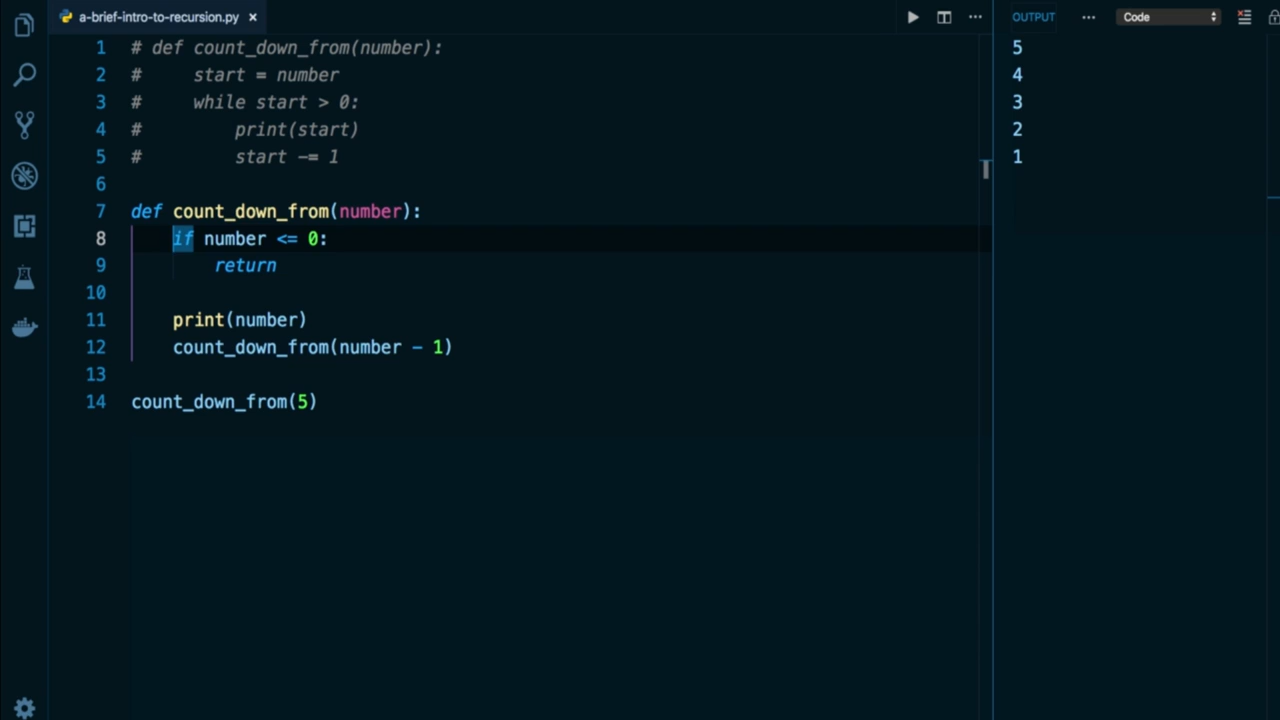 a-brief-intro-to-recursion.py ×
OUTPUT ... Code
1 # def count_down_from(number):
2 #     start = number
3 #     while start > 0:
4 #         print(start)
5 #         start -= 1
6
7 def count_down_from(number):
8     if number <= 0:
9         return
10
11     print(number)
12     count_down_from(number - 1)
13
14 count_down_from(5)
5
4
3
2
1